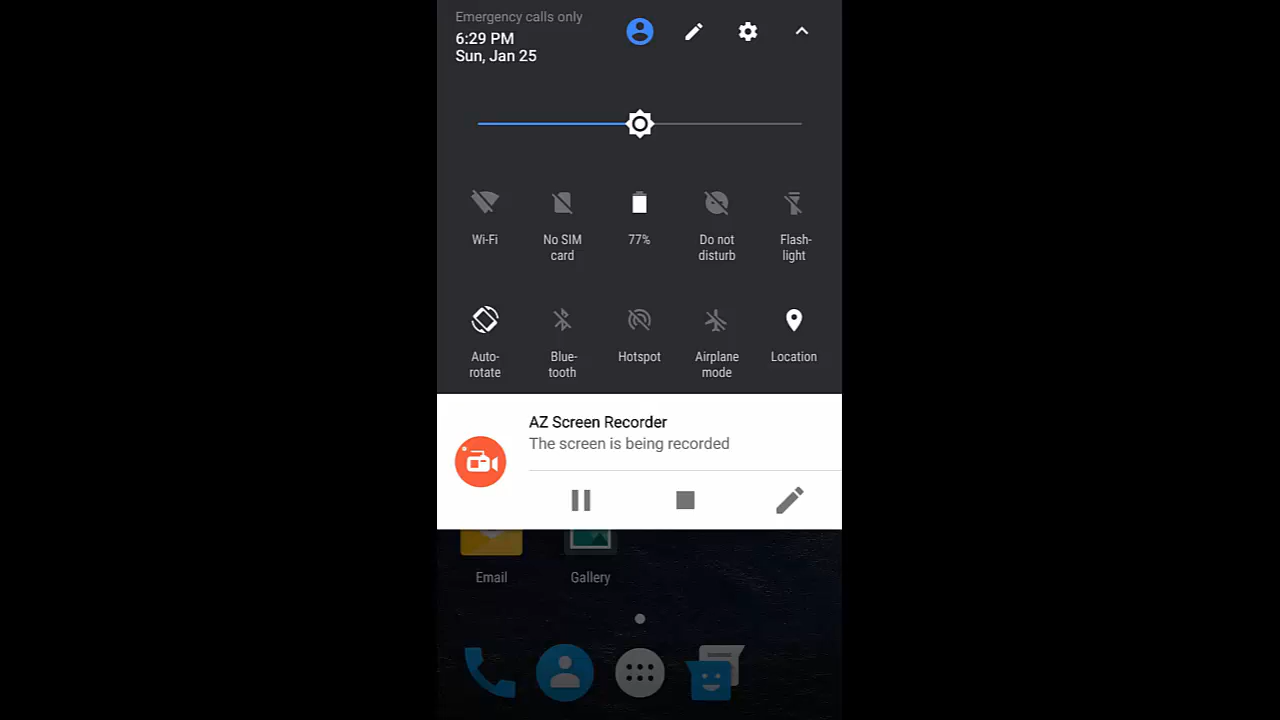 Emergency calls only
6:29 PM
Sun, Jan 25
Wi-Fi
No SIM
card
77%
Do not
disturb
Flash-
light
Auto-
rotate
Blue-
tooth
Hotspot
Airplane
mode
Location
AZ Screen Recorder
The screen is being recorded
Email
Gallery